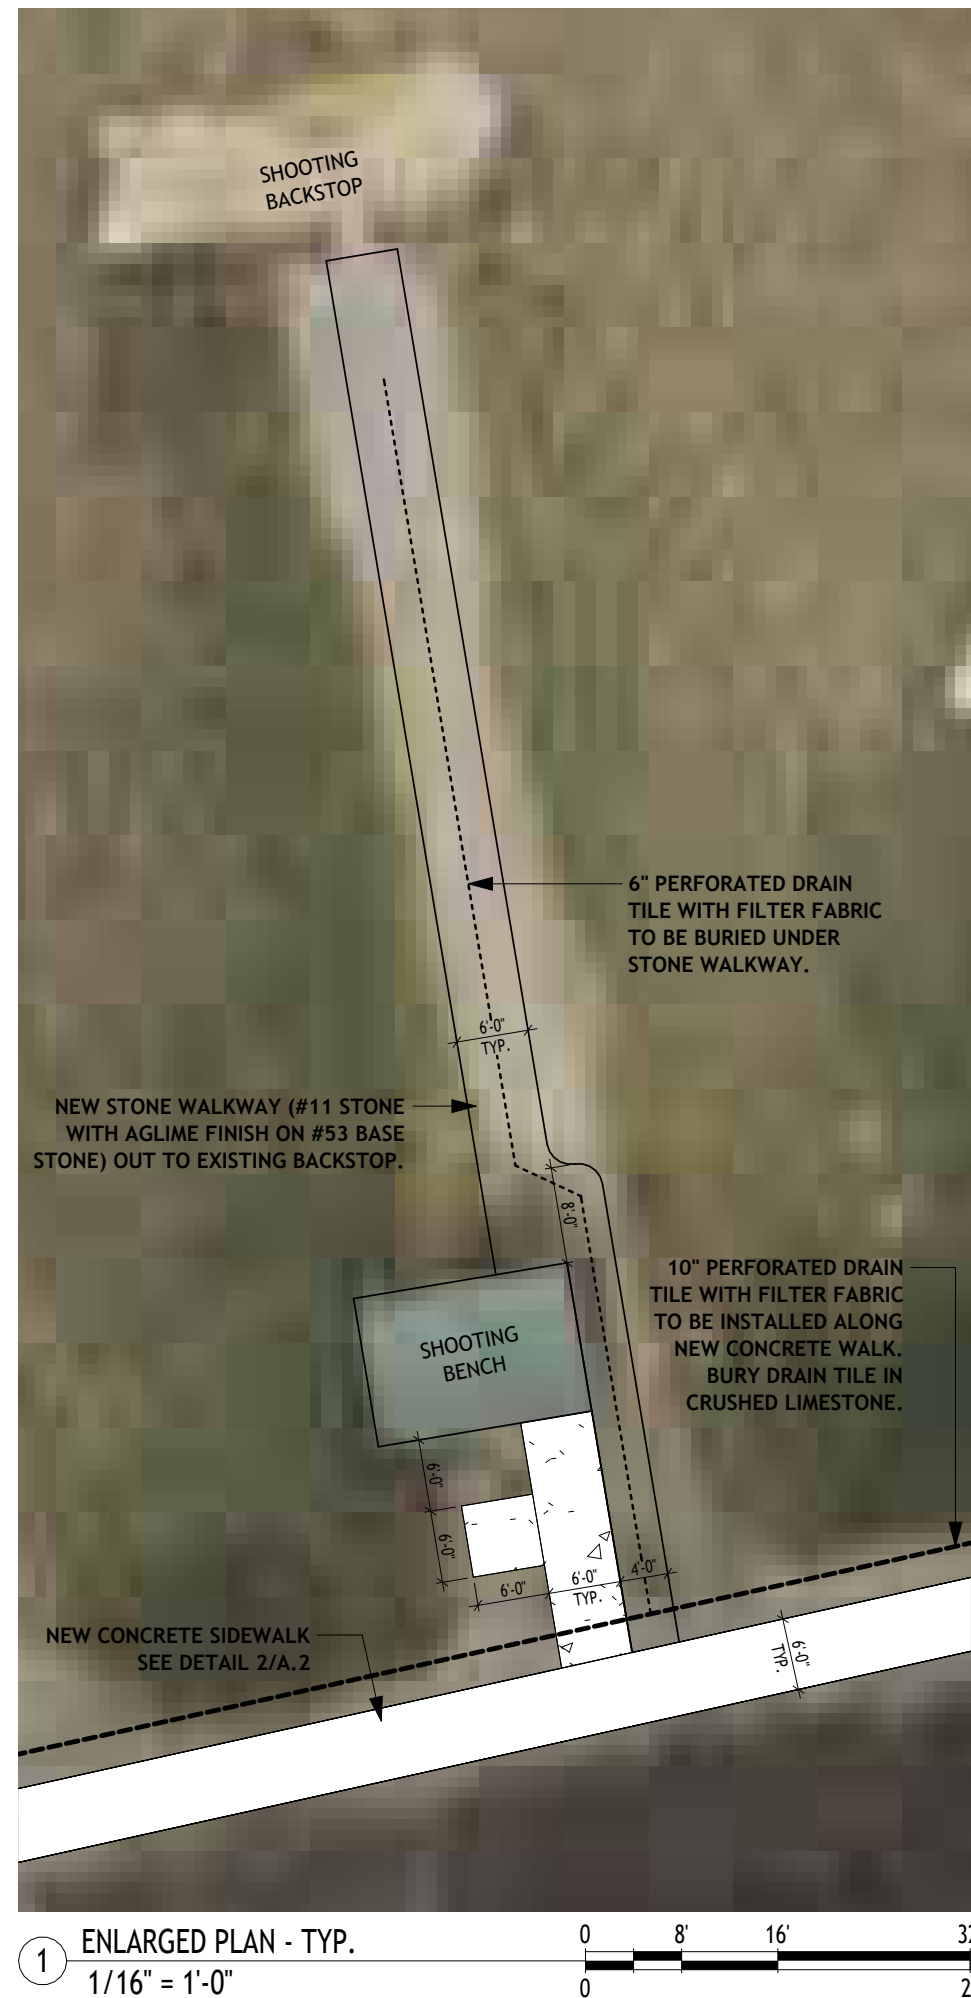 SHOOTING
BACKSTOP
6" PERFORATED DRAIN
TILE WITH FILTER FABRIC
TO BE BURIED UNDER
STONE WALKWAY.
6'-0"
TYP.
NEW STONE WALKWAY (#11 STONE
WITH AGLIME FINISH ON #53 BASE
STONE) OUT TO EXISTING BACKSTOP.
8'-0"
10" PERFORATED DRAIN
TILE WITH FILTER FABRIC
TO BE INSTALLED ALONG
NEW CONCRETE WALK.
BURY DRAIN TILE IN
CRUSHED LIMESTONE.
SHOOTING
BENCH
6'-0"
6'-0"
6'-0"
6'-0"
TYP.
4'-0"
NEW CONCRETE SIDEWALK
SEE DETAIL 2/A.2
6'-0"
TYP.
1
ENLARGED PLAN - TYP.
1/16" = 1'-0"
0 8' 16' 32
0 2